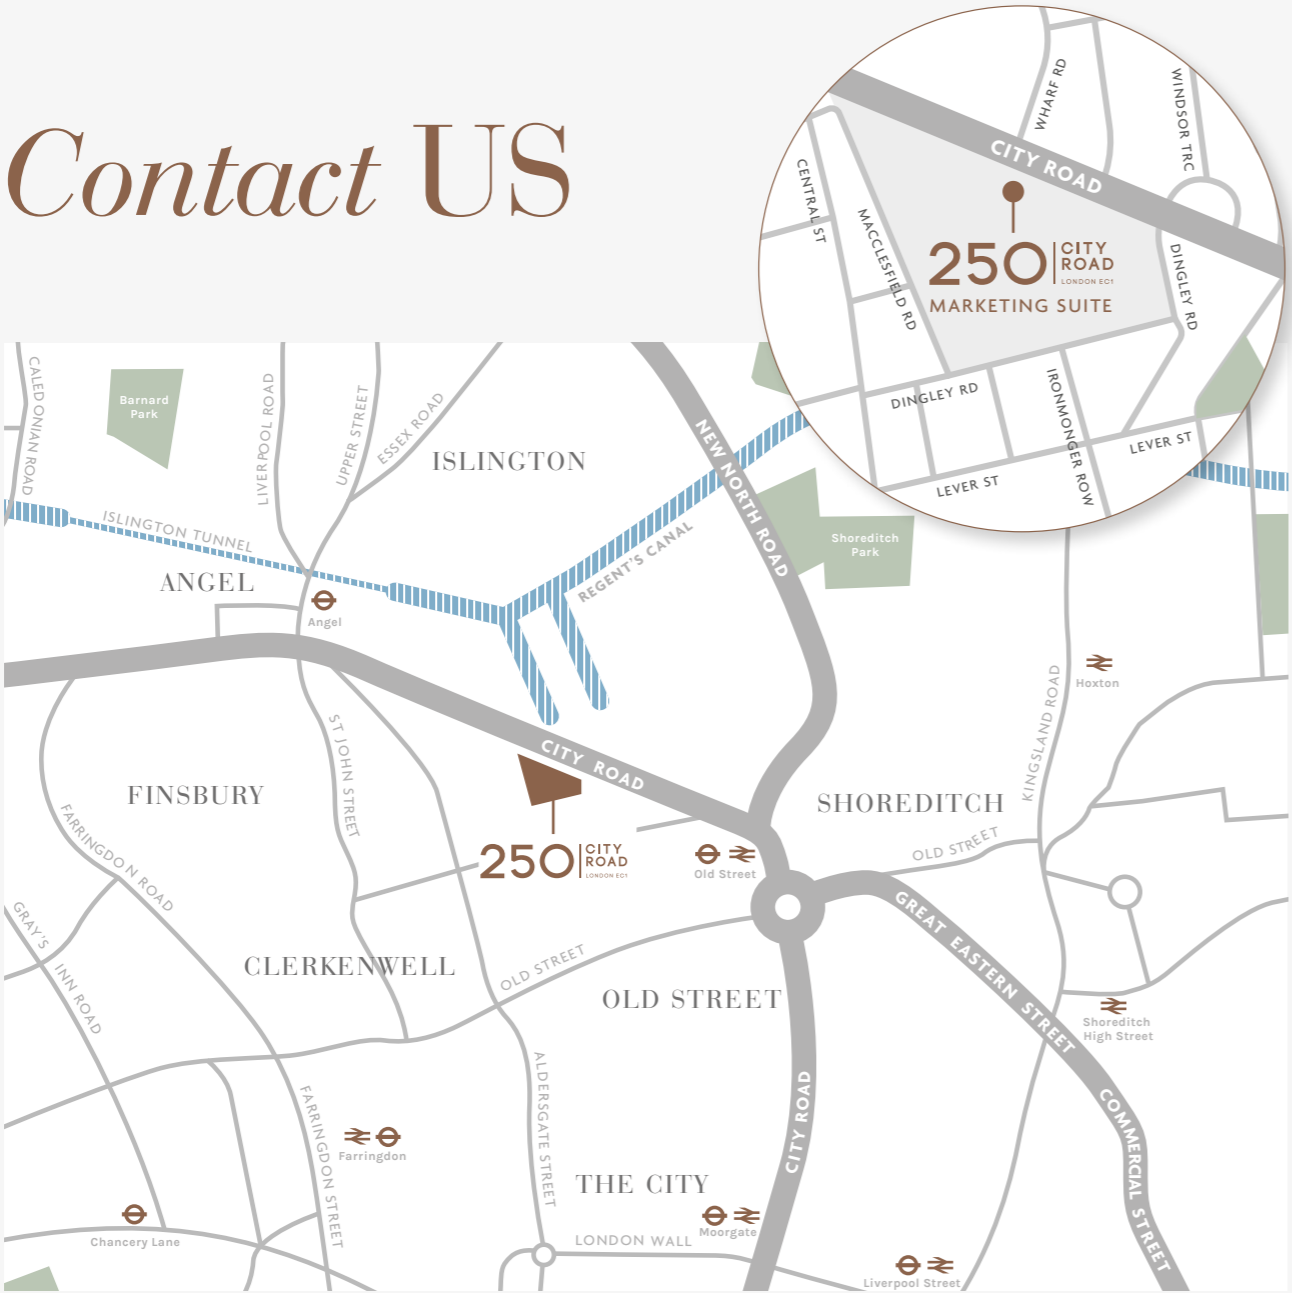 Contact US
WHARF RD
WINDSOR TRC
CITY ROAD
CENTRAL ST
MACCLESFIELD RD
250 CITY
ROAD
LONDON EC1
MARKETING SUITE
DINGLEY RD
DINGLEY RD
IRONMONGER ROW
LEVER ST
LEVER ST
CALEDONIAN ROAD
Barnard
Park
LIVERPOOL ROAD
UPPER STREET
ESSEX ROAD
ISLINGTON
NEW NORTH ROAD
ISLINGTON TUNNEL
REGENT'S CANAL
Shoreditch
Park
ANGEL
Angel
Hoxton
KINGSLAND ROAD
ST JOHN STREET
CITY ROAD
FINSBURY
SHOREDITCH
FARRINGDON ROAD
250 CITY
ROAD
LONDON EC1
Old Street
OLD STREET
GRAY'S INN ROAD
GREAT EASTERN STREET
CLERKENWELL
OLD STREET
OLD STREET
Shoreditch
High Street
ALDERSGATE STREET
CITY ROAD
FARRINGDON STREET
Farringdon
COMMERCIAL STREET
THE CITY
Moorgate
Chancery Lane
LONDON WALL
Liverpool Street